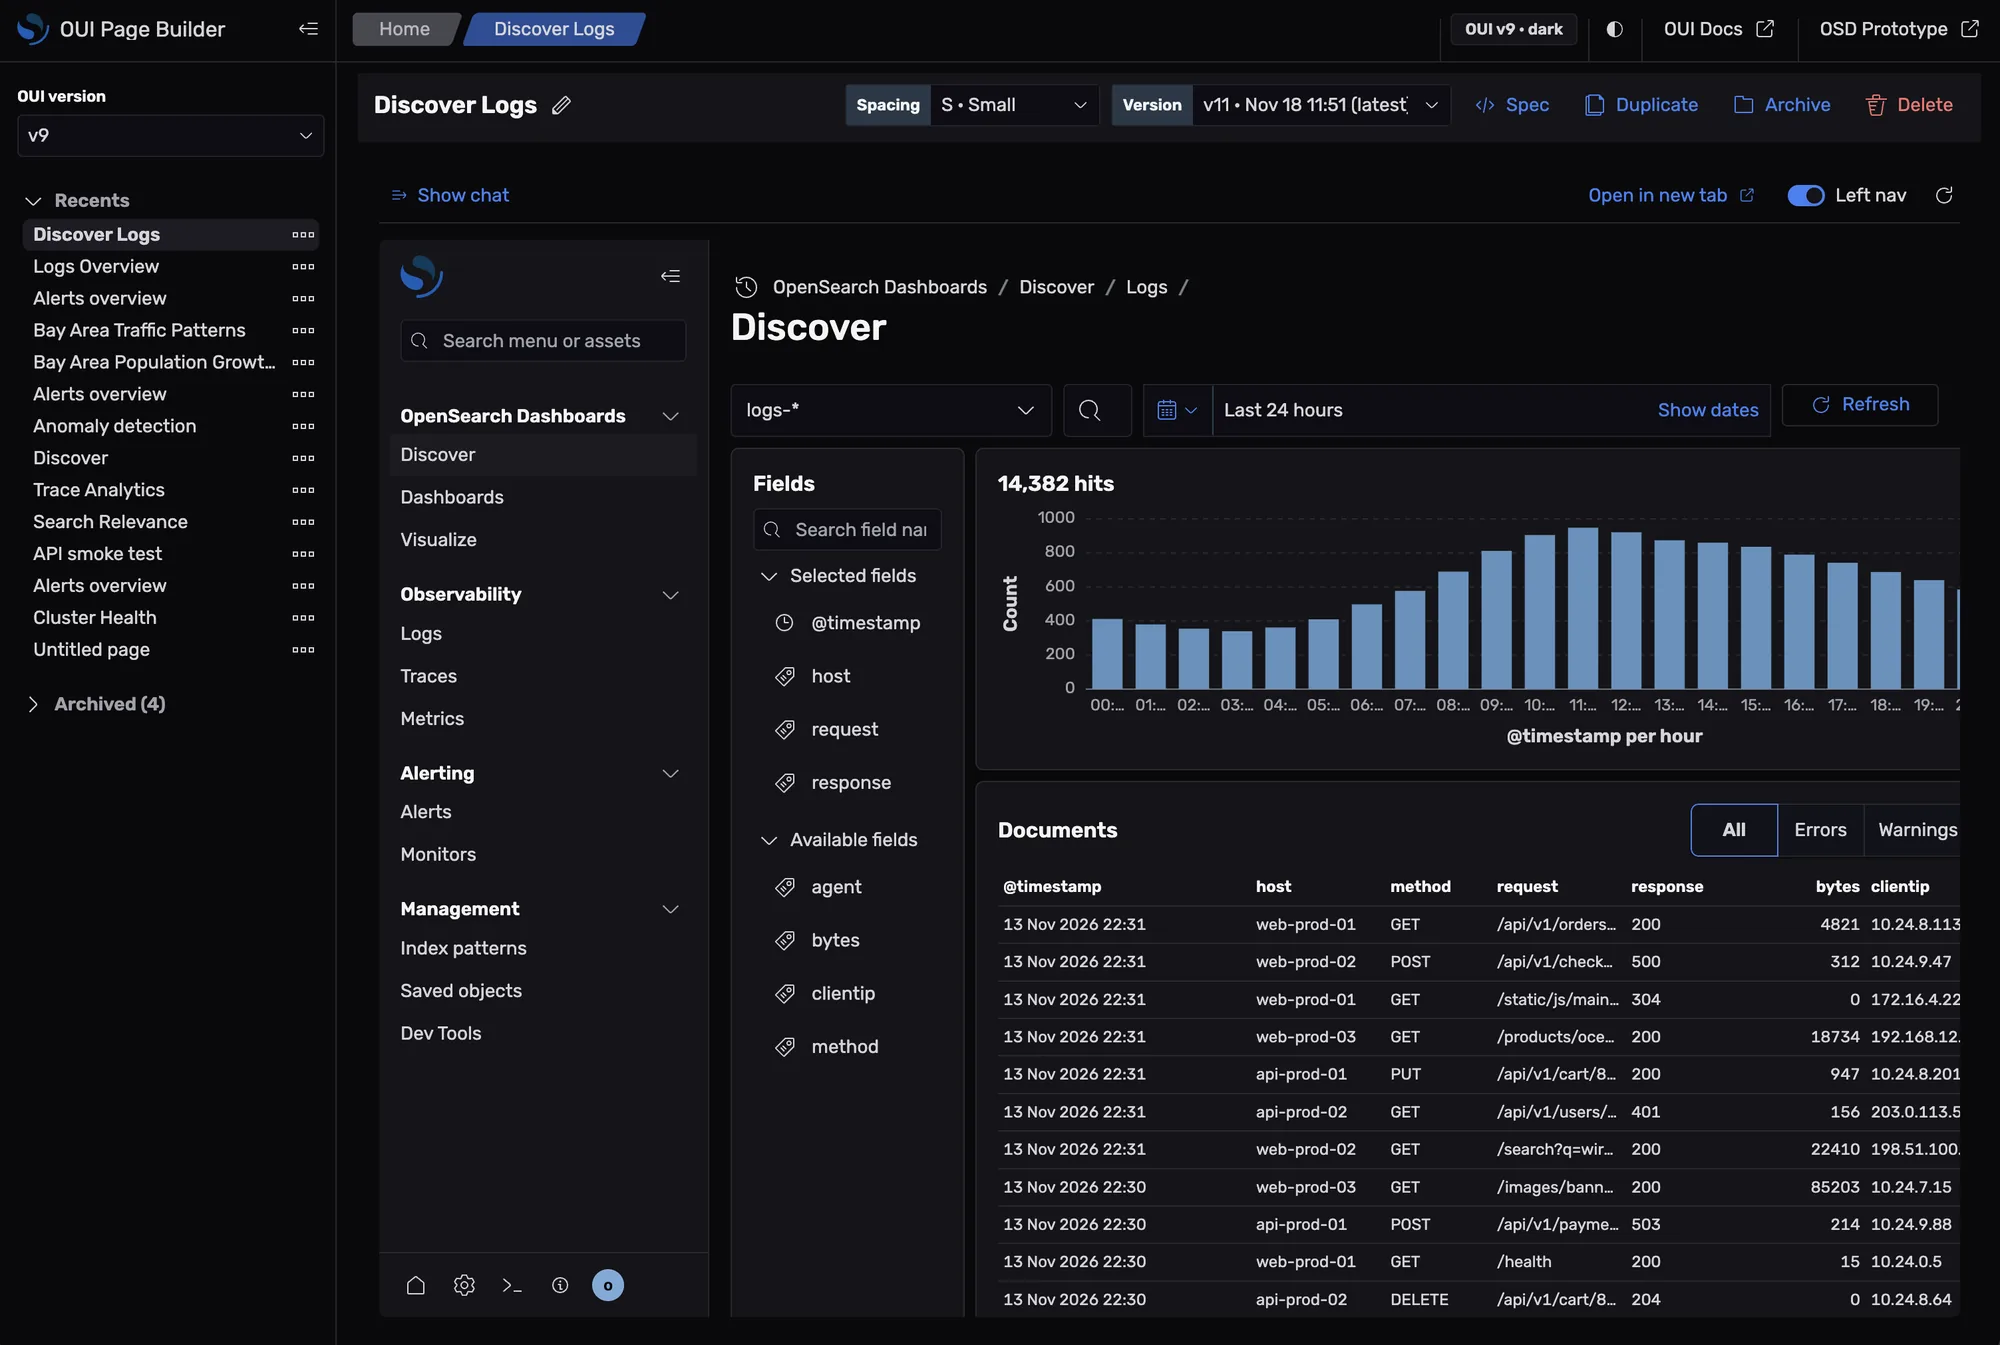 OUI Page Builder
Home
Discover Logs
OUI v9 • dark
OUI Docs
OSD Prototype
OUI version
v9
Recents
Discover Logs
Logs Overview
Alerts overview
Bay Area Traffic Patterns
Bay Area Population Growt...
Alerts overview
Anomaly detection
Discover
Trace Analytics
Search Relevance
API smoke test
Alerts overview
Cluster Health
Untitled page
Archived (4)
Discover Logs
Spacing
S • Small
Version
v11 • Nov 18 11:51 (latest)
Spec
Duplicate
Archive
Delete
Show chat
Open in new tab
Left nav
Search menu or assets
OpenSearch Dashboards
Discover
Dashboards
Visualize
Observability
Logs
Traces
Metrics
Alerting
Alerts
Monitors
Management
Index patterns
Saved objects
Dev Tools
o
OpenSearch Dashboards / Discover / Logs /
Discover
logs-*
Last 24 hours
Show dates
Refresh
Fields
Search field nar
Selected fields
@timestamp
host
request
response
Available fields
agent
bytes
clientip
method
14,382 hits
1000
800
600
400
200
0
Count
00:... 01:... 02:... 03:... 04:... 05:... 06:... 07:... 08:... 09:... 10:... 11:... 12:... 13:... 14:... 15:... 16:... 17:... 18:... 19:...
@timestamp per hour
Documents
All
Errors
Warnings
@timestamp host method request response bytes clientip
13 Nov 2026 22:31 web-prod-01 GET /api/v1/orders... 200 4821 10.24.8.113
13 Nov 2026 22:31 web-prod-02 POST /api/v1/check... 500 312 10.24.9.47
13 Nov 2026 22:31 web-prod-01 GET /static/js/main... 304 0 172.16.4.22
13 Nov 2026 22:31 web-prod-03 GET /products/oce... 200 18734 192.168.12.
13 Nov 2026 22:31 api-prod-01 PUT /api/v1/cart/8... 200 947 10.24.8.201
13 Nov 2026 22:31 api-prod-02 GET /api/v1/users/... 401 156 203.0.113.5
13 Nov 2026 22:31 web-prod-02 GET /search?q=wir... 200 22410 198.51.100.
13 Nov 2026 22:30 web-prod-03 GET /images/bann... 200 85203 10.24.7.15
13 Nov 2026 22:30 api-prod-01 POST /api/v1/payme... 503 214 10.24.9.88
13 Nov 2026 22:30 web-prod-01 GET /health 200 15 10.24.0.5
13 Nov 2026 22:30 api-prod-02 DELETE /api/v1/cart/8... 204 0 10.24.8.64